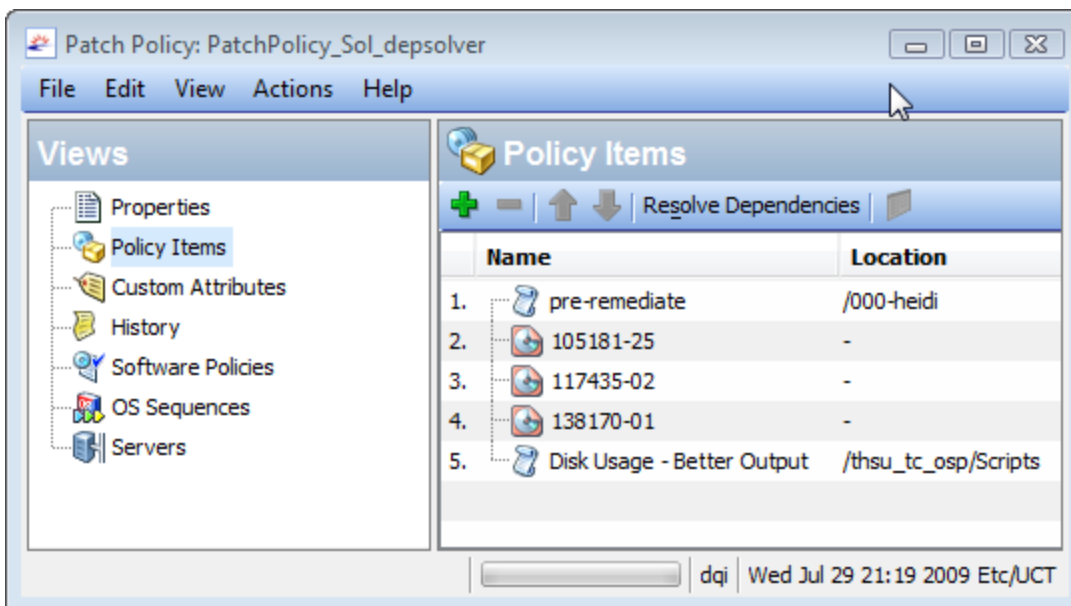 Patch Policy: PatchPolicy_Sol_depsolver
File Edit View Actions Help
Views
Properties
Policy Items
Custom Attributes
History
Software Policies
OS Sequences
Servers
Policy Items
Resolve Dependencies
Name Location
1. pre-remediate /000-heidi
2. 105181-25 -
3. 117435-02 -
4. 138170-01 -
5. Disk Usage - Better Output /thsu_tc_osp/Scripts
dqi Wed Jul 29 21:19 2009 Etc/UCT